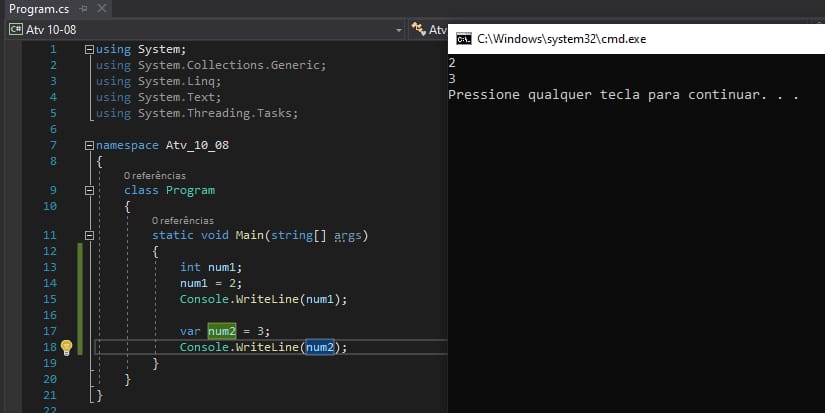 Program.cs
C# Atv 10-08
Atv
1 using System;
2 using System.Collections.Generic;
3 using System.Linq;
4 using System.Text;
5 using System.Threading.Tasks;
6
7 namespace Atv_10_08
8 {
0 referências
9 class Program
10 {
0 referências
11 static void Main(string[] args)
12 {
13 int num1;
14 num1 = 2;
15 Console.WriteLine(num1);
16
17 var num2 = 3;
18 Console.WriteLine(num2);
19 }
20 }
21 }
22
C:\Windows\system32\cmd.exe
2
3
Pressione qualquer tecla para continuar. . .